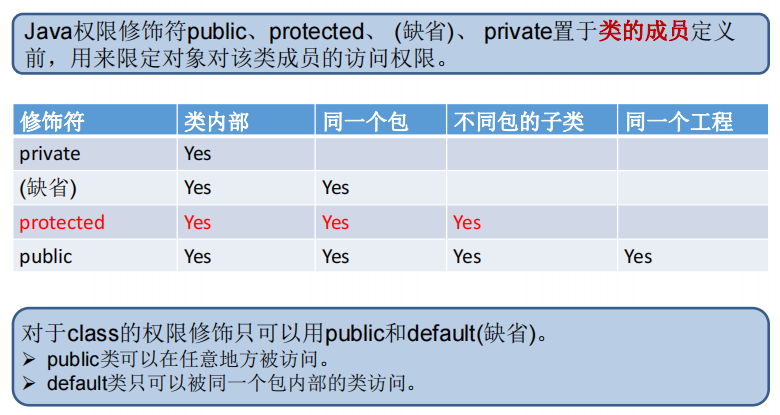 Java权限修饰符public、protected、 (缺省)、 private置于类的成员定义
前，用来限定对象对该类成员的访问权限。
修饰符 类内部 同一个包 不同包的子类 同一个工程
private Yes
(缺省) Yes Yes
protected Yes Yes Yes
public Yes Yes Yes Yes
对于class的权限修饰只可以用public和default(缺省)。
➢ public类可以在任意地方被访问。
➢ default类只可以被同一个包内部的类访问。